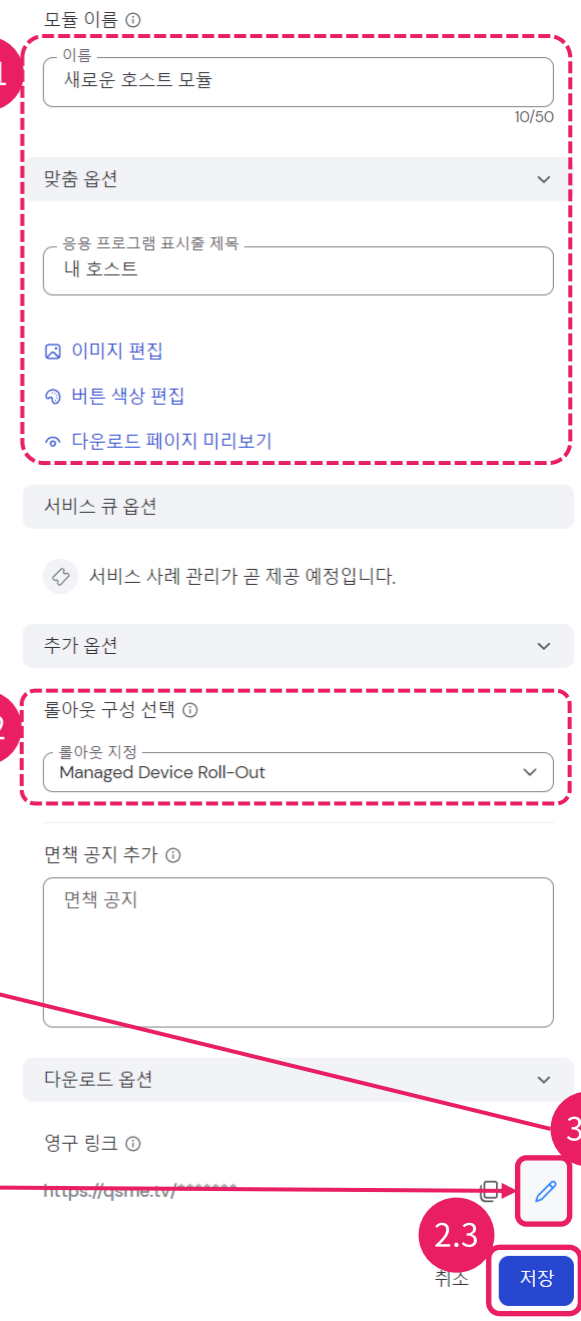 모듈 이름
이름
새로운 호스트 모듈
1
10/50
맞춤 옵션
응용 프로그램 표시줄 제목
내 호스트
이미지 편집
버튼 색상 편집
다운로드 페이지 미리보기
서비스 큐 옵션
서비스 사례 관리가 곧 제공 예정입니다.
추가 옵션
2
롤아웃 구성 선택
롤아웃 지정
Managed Device Roll-Out
면책 공지 추가
면책 공지
다운로드 옵션
3
영구 링크
https://qsme.tv/*******
2.3
취소
저장